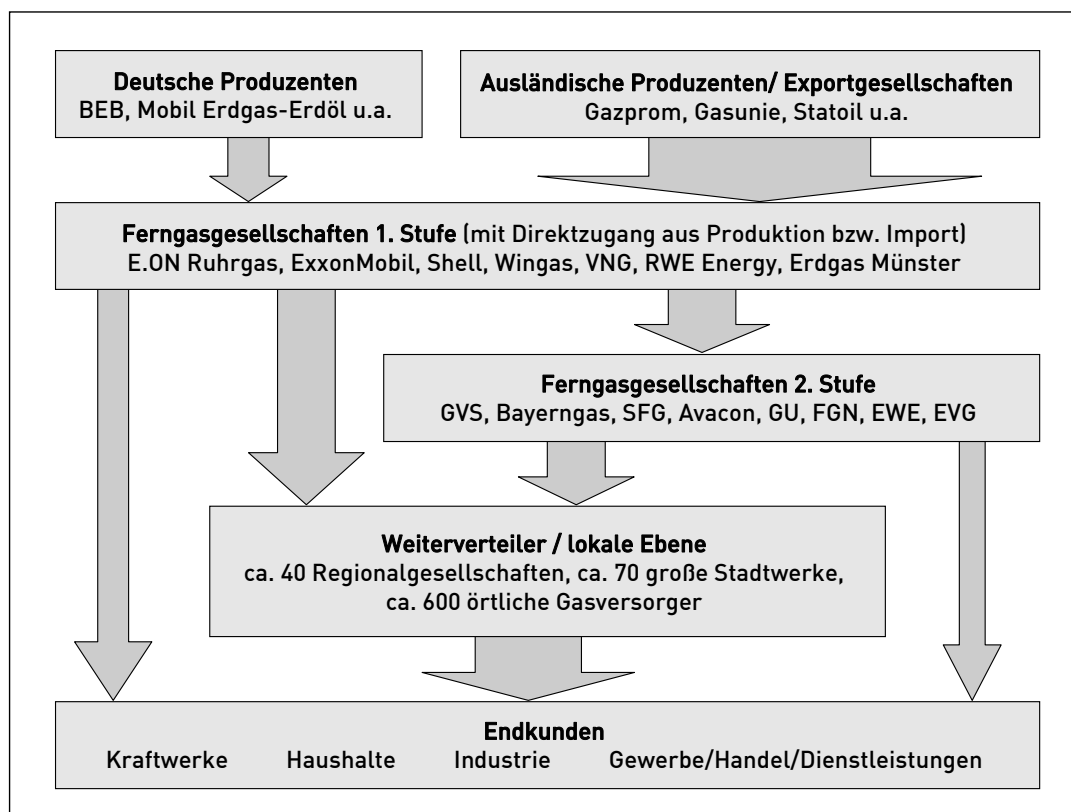 Deutsche Produzenten
BEB, Mobil Erdgas-Erdöl u.a.
Ausländische Produzenten/ Exportgesellschaften
Gazprom, Gasunie, Statoil u.a.
Ferngasgesellschaften 1. Stufe (mit Direktzugang aus Produktion bzw. Import)
E.ON Ruhrgas, ExxonMobil, Shell, Wingas, VNG, RWE Energy, Erdgas Münster
Ferngasgesellschaften 2. Stufe
GVS, Bayerngas, SFG, Avacon, GU, FGN, EWE, EVG
Weiterverteiler / lokale Ebene
ca. 40 Regionalgesellschaften, ca. 70 große Stadtwerke,
ca. 600 örtliche Gasversorger
Endkunden
Kraftwerke Haushalte Industrie Gewerbe/Handel/Dienstleistungen